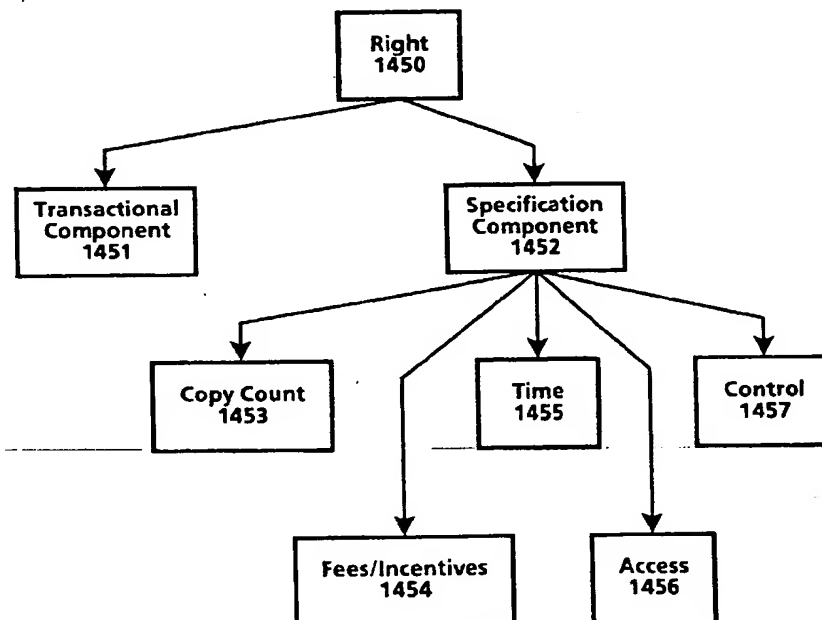 Right
1450
Transactional
Component
1451
Specification
Component
1452
Copy Count
1453
Time
1455
Control
1457
Fees/Incentives
1454
Access
1456